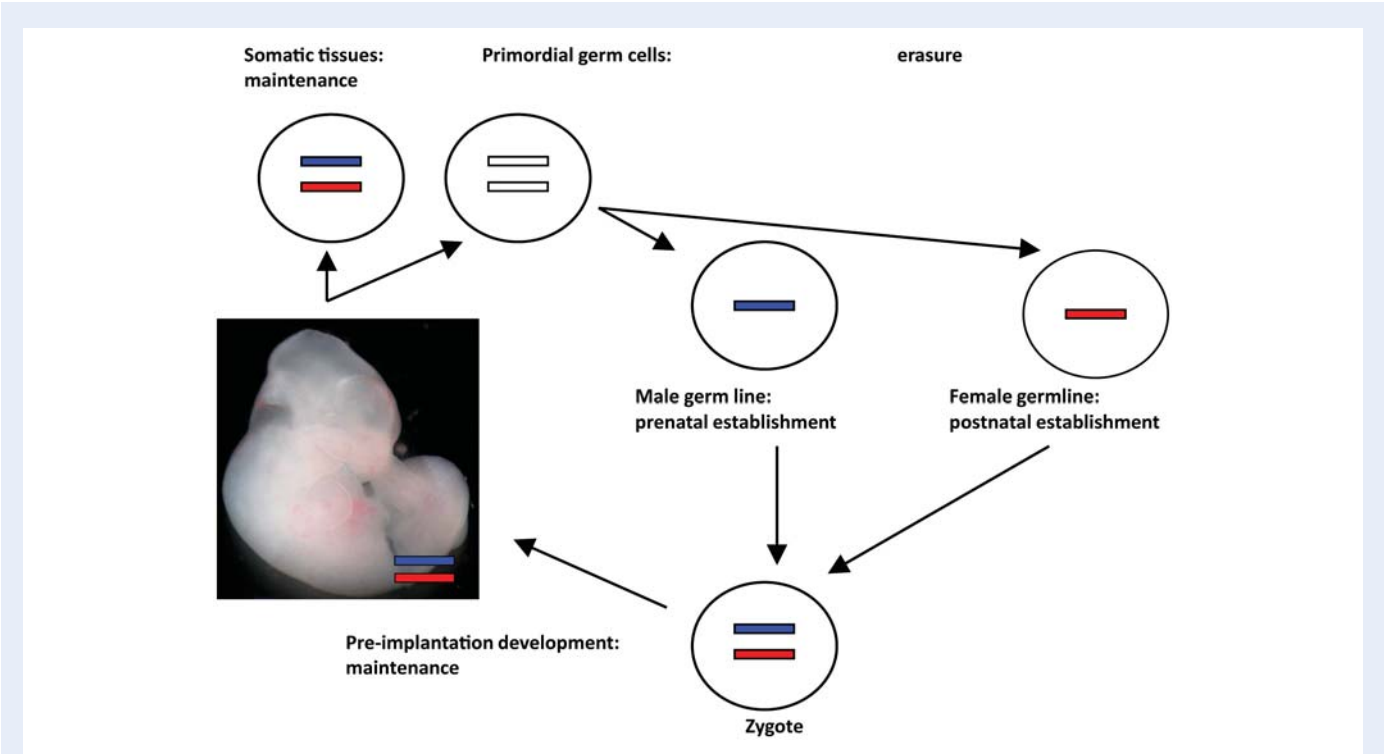 Somatic tissues:
maintenance
Primordial germ cells: erasure
Male germ line:
prenatal establishment
Female germline:
postnatal establishment
Pre-implantation development:
maintenance
Zygote